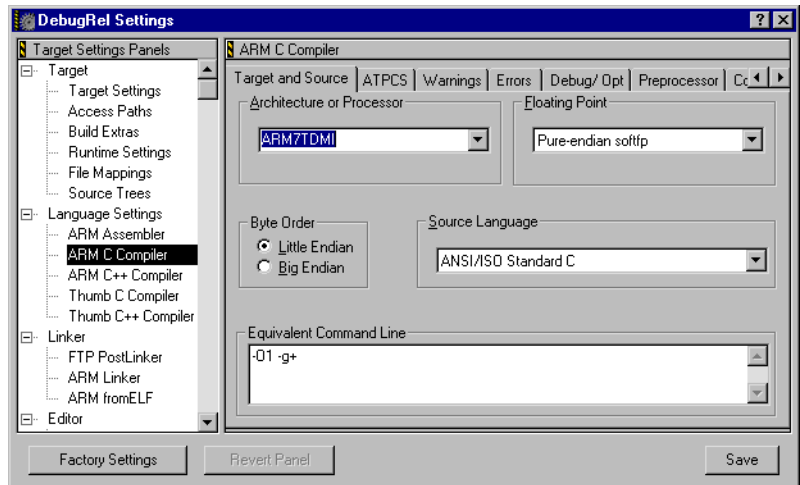 DebugRel Settings
Target Settings Panels
Target
Target Settings
Access Paths
Build Extras
Runtime Settings
File Mappings
Source Trees
Language Settings
ARM Assembler
ARM C Compiler
ARM C++ Compiler
Thumb C Compiler
Thumb C++ Compiler
Linker
FTP PostLinker
ARM Linker
ARM fromELF
Editor
ARM C Compiler
Target and Source ATPCS Warnings Errors Debug/ Opt Preprocessor
Architecture or Processor
ARM7TDMI
Floating Point
Pure-endian softfp
Byte Order
Little Endian
Big Endian
Source Language
ANSI/ISO Standard C
Equivalent Command Line
-O1 -g+
Factory Settings
Revert Panel
Save